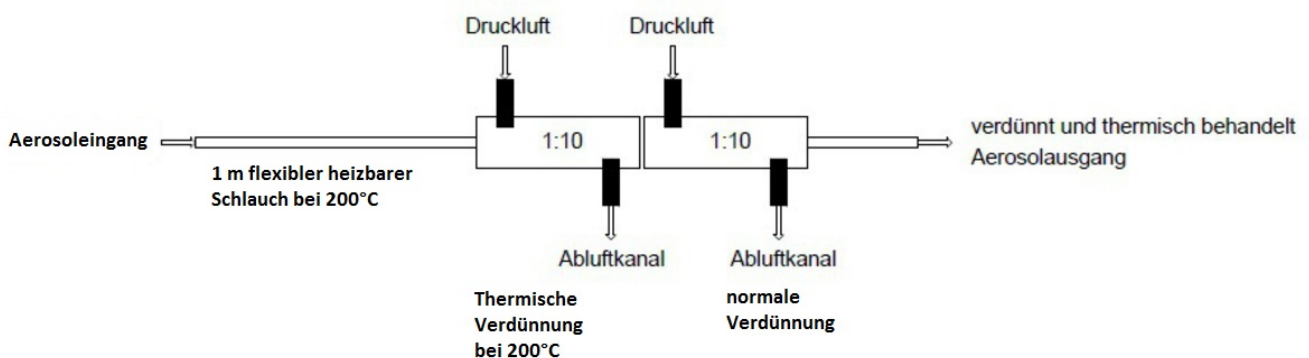 Druckluft
Druckluft
Aerosoleingang
1:10
1:10
verdünnt und thermisch behandelt
Aerosolausgang
1 m flexibler heizbarer
Schlauch bei 200°C
Abluftkanal
Abluftkanal
Thermische
Verdünnung
bei 200°C
normale
Verdünnung